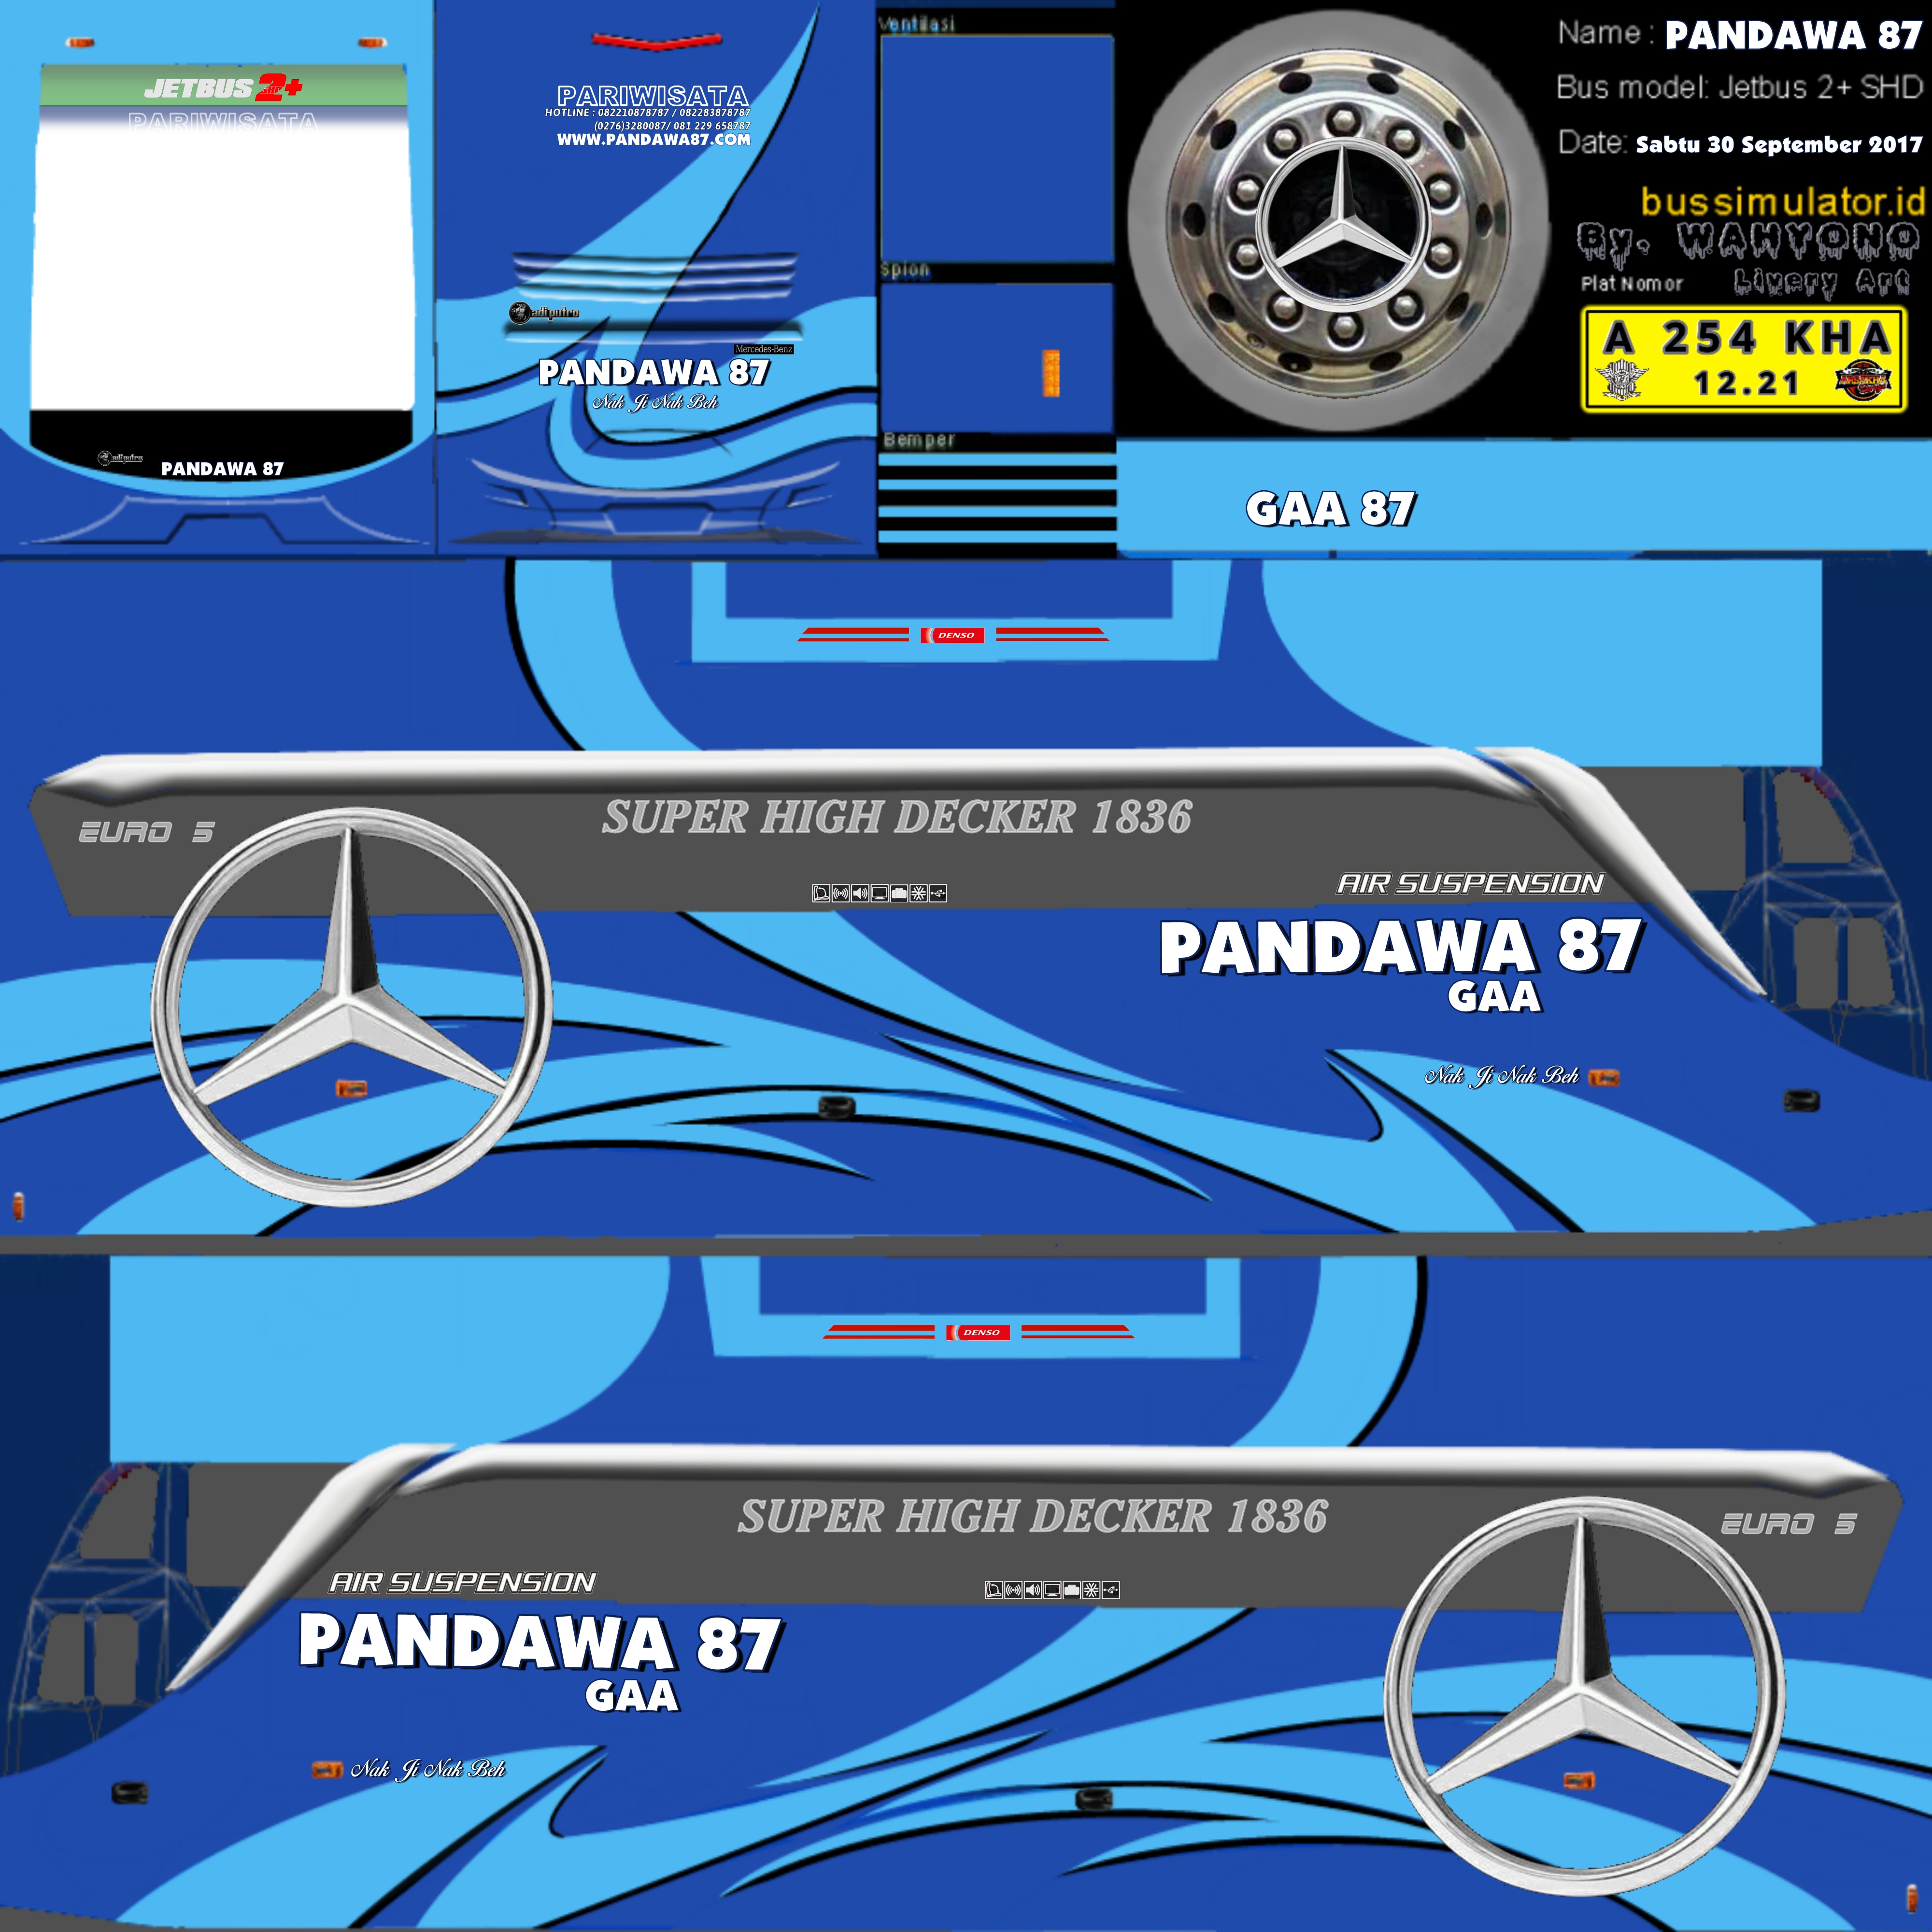 JETBUS 2+
SHD
PARIWISATA
adiputro
PANDAWA 87
PARIWISATA
HOTLINE : 082210878787 / 082283878787
(0276)3280087/ 081 229 658787
WWW.PANDAWA87.COM
adiputro
Mercedes-Benz
PANDAWA 87
Nak Ji Nak Beh
Ventilasi
Spion
Bemper
Name : PANDAWA 87
Bus model: Jetbus 2+ SHD
Date: Sabtu 30 September 2017
bussimulator.id
By. WAHYONO
Livery Art
Plat Nomor
A 254 KHA
12.21
GAA 87
DENSO
SUPER HIGH DECKER 1836
EURO 5
AIR SUSPENSION
PANDAWA 87
GAA
Nak Ji Nak Beh
DENSO
SUPER HIGH DECKER 1836
EURO 5
AIR SUSPENSION
PANDAWA 87
GAA
Nak Ji Nak Beh